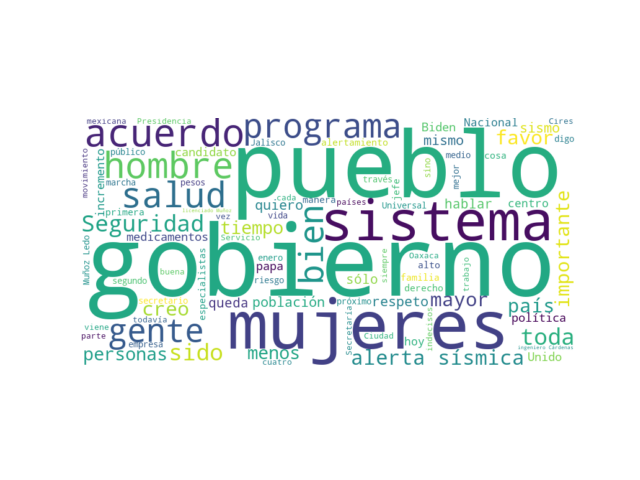 mexicana Presidencia Nacional sismo Cires
acuerdo programa Biden mismo favor digo
público Jalisco alertamiento
hombre candidato pueblo medio sino cosa
movimiento incremento marcha pesos través jefe mejor
salud cada manera países quiero bien sistema Universal hablar centro importante
primera vez vida
Seguridad servicio tiempo
medicamentos especialistas enero papa sólo Oaxaca alto familia siempre derecho trabajo
Muñoz Ledo segundo buena riesgo población
gobierno
secretario queda próximo respeto mayor país
creo todavía mujeres política
viene parte gente empresa sido menos Secretaría Ciudad indecisos hoy toda
personas cuatro alerta sísmica Unido
ingeniero Cárdenas